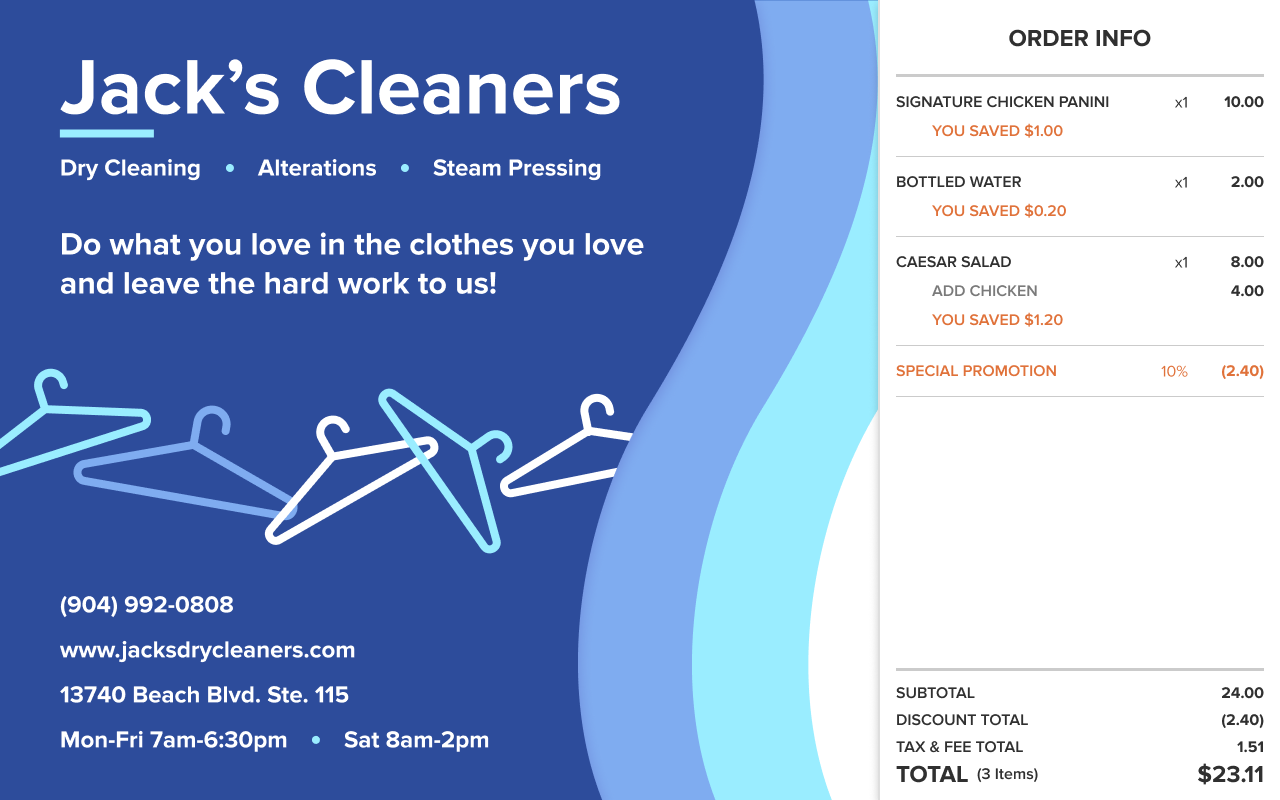 Jack’s Cleaners
Dry Cleaning • Alterations • Steam Pressing
Do what you love in the clothes you love
and leave the hard work to us!
(904) 992-0808
www.jacksdrycleaners.com
13740 Beach Blvd. Ste. 115
Mon-Fri 7am-6:30pm • Sat 8am-2pm
ORDER INFO
SIGNATURE CHICKEN PANINI x1 10.00
YOU SAVED $1.00
BOTTLED WATER x1 2.00
YOU SAVED $0.20
CAESAR SALAD x1 8.00
ADD CHICKEN 4.00
YOU SAVED $1.20
SPECIAL PROMOTION 10% (2.40)
SUBTOTAL 24.00
DISCOUNT TOTAL (2.40)
TAX & FEE TOTAL 1.51
TOTAL (3 Items) $23.11